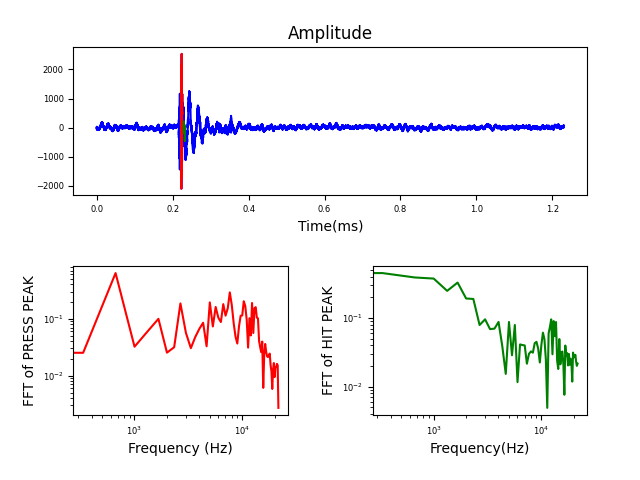 Amplitude
2000
1000
0
−1000
−2000
0.0 0.2 0.4 0.6 0.8 1.0 1.2
Time(ms)
FFT of PRESS PEAK
10⁻¹
10⁻²
10³ 10⁴
Frequency (Hz)
FFT of HIT PEAK
10⁻¹
10⁻²
10³ 10⁴
Frequency(Hz)